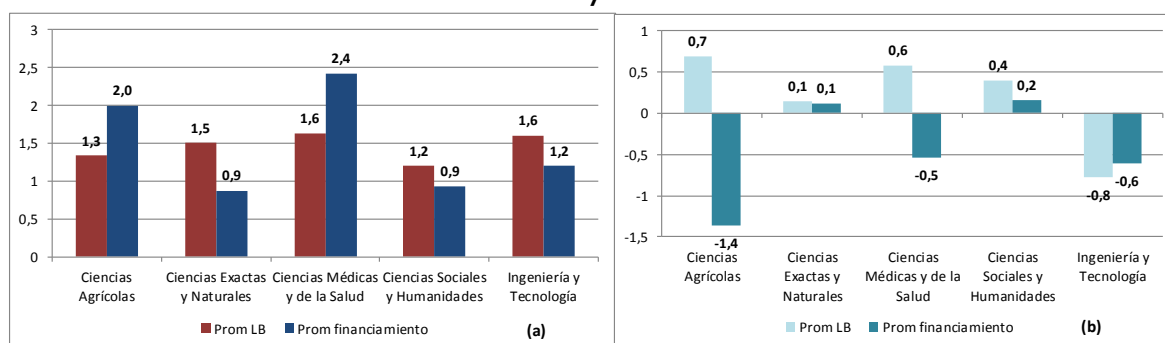 y
3
2,5
2
1,5
1
0,5
0
1,3
2,0
1,5
0,9
1,6
2,4
1,2
0,9
1,6
1,2
Ciencias
Agrícolas
Ciencias Exactas
y Naturales
Ciencias Médicas
y de la Salud
Ciencias Sociales
y Humanidades
Ingeniería y
Tecnología
Prom LB
Prom financiamiento
(a)
1
0,5
0
-0,5
-1
-1,5
0,7
-1,4
0,1
0,1
0,6
-0,5
0,4
0,2
-0,8
-0,6
Ciencias
Agrícolas
Ciencias
Exactas y
Naturales
Ciencias
Médicas y de la
Salud
Ciencias
Sociales y
Humanidades
Ingeniería y
Tecnología
Prom LB
Prom financiamiento
(b)